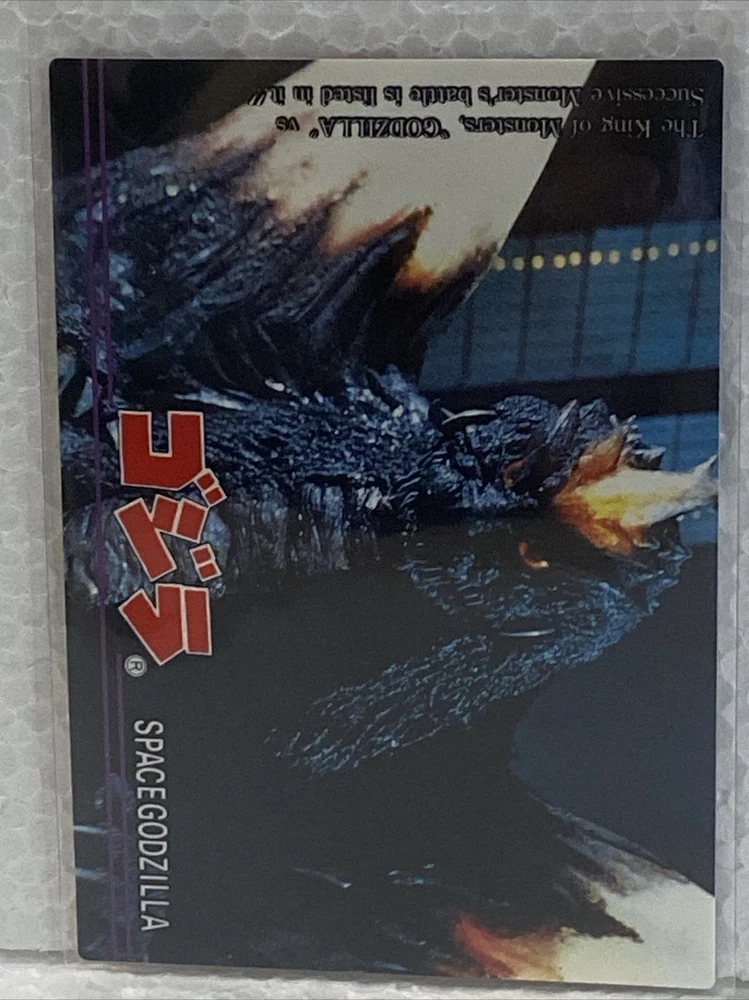 The King of Monsters, "GODZILLA" vs
Successive Monster's battle is listed in it!!
ゴジラ®
SPACEGODZILLA